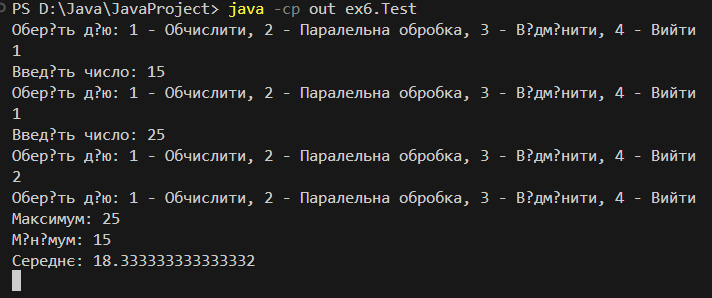 PS D:\Java\JavaProject> java -cp out ex6.Test
Обер?ть д?ю: 1 - Обчислити, 2 - Паралельна обробка, 3 - В?дм?нити, 4 - Вийти
1
Введ?ть число: 15
Обер?ть д?ю: 1 - Обчислити, 2 - Паралельна обробка, 3 - В?дм?нити, 4 - Вийти
1
Введ?ть число: 25
Обер?ть д?ю: 1 - Обчислити, 2 - Паралельна обробка, 3 - В?дм?нити, 4 - Вийти
2
Обер?ть д?ю: 1 - Обчислити, 2 - Паралельна обробка, 3 - В?дм?нити, 4 - Вийти
Максимум: 25
М?н?мум: 15
Середнє: 18.333333333333332